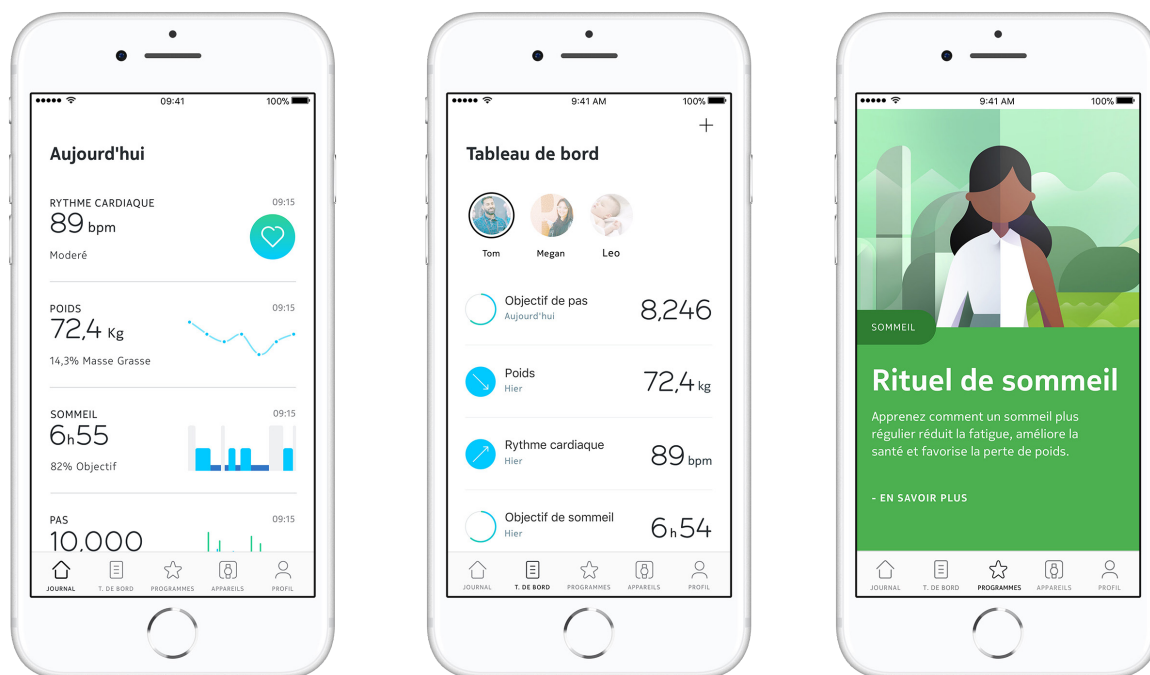 09:41
100%
Aujourd'hui
RYTHME CARDIAQUE
09:15
89 bpm
Moderé
POIDS
09:15
72,4 Kg
14,3% Masse Grasse
SOMMEIL
09:15
6h55
82% Objectif
PAS
09:15
10,000
JOURNAL
T. DE BORD
PROGRAMMES
APPAREILS
PROFIL
9:41 AM
100%
+
Tableau de bord
Tom
Megan
Leo
Objectif de pas
Aujourd'hui
8,246
Poids
Hier
72,4 kg
Rythme cardiaque
Hier
89 bpm
Objectif de sommeil
Hier
6h54
JOURNAL
T. DE BORD
PROGRAMMES
APPAREILS
PROFIL
9:41 AM
100%
SOMMEIL
Rituel de sommeil
Apprenez comment un sommeil plus
régulier réduit la fatigue, améliore la
santé et favorise la perte de poids.
- EN SAVOIR PLUS
JOURNAL
T. DE BORD
PROGRAMMES
APPAREILS
PROFIL